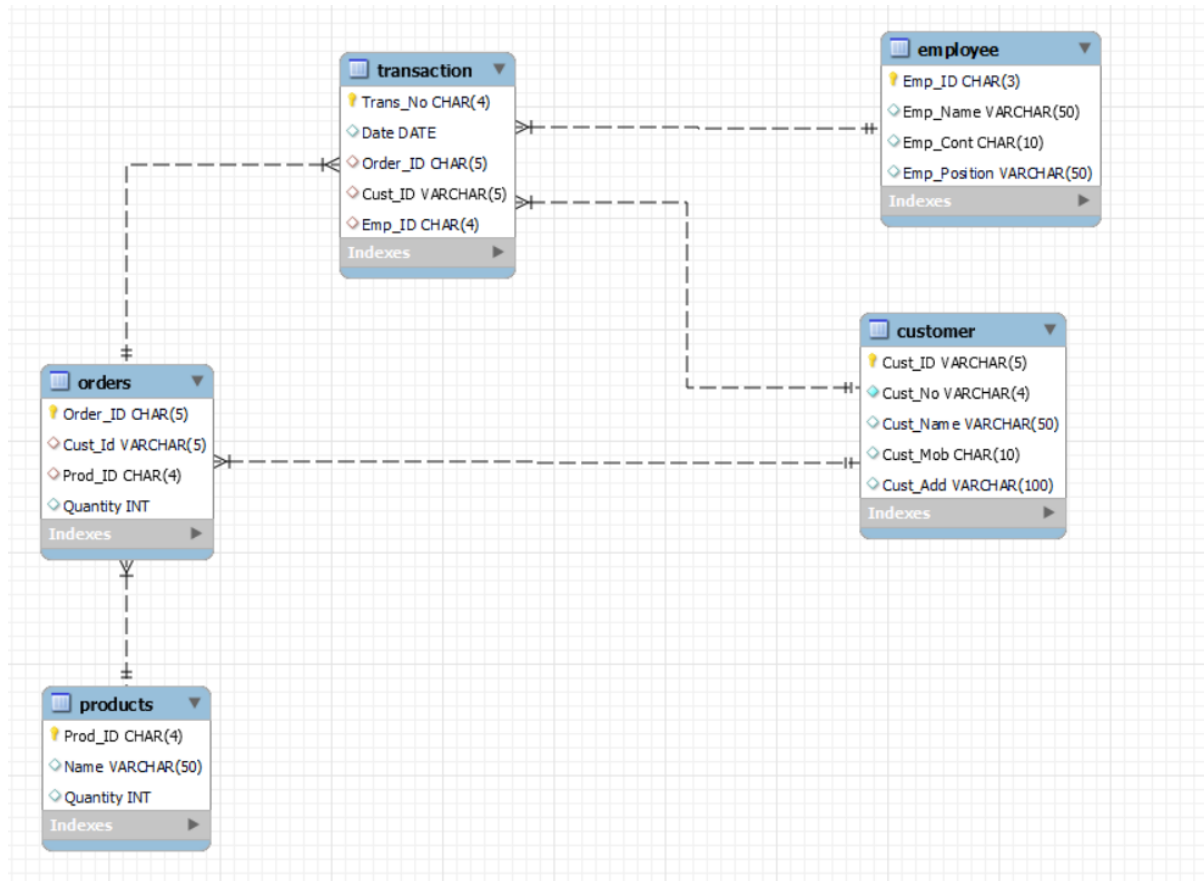 transaction
Trans_No CHAR(4)
Date DATE
Order_ID CHAR(5)
Cust_ID VARCHAR(5)
Emp_ID CHAR(4)
Indexes
employee
Emp_ID CHAR(3)
Emp_Name VARCHAR(50)
Emp_Cont CHAR(10)
Emp_Position VARCHAR(50)
Indexes
customer
Cust_ID VARCHAR(5)
Cust_No VARCHAR(4)
Cust_Name VARCHAR(50)
Cust_Mob CHAR(10)
Cust_Add VARCHAR(100)
Indexes
orders
Order_ID CHAR(5)
Cust_Id VARCHAR(5)
Prod_ID CHAR(4)
Quantity INT
Indexes
products
Prod_ID CHAR(4)
Name VARCHAR(50)
Quantity INT
Indexes